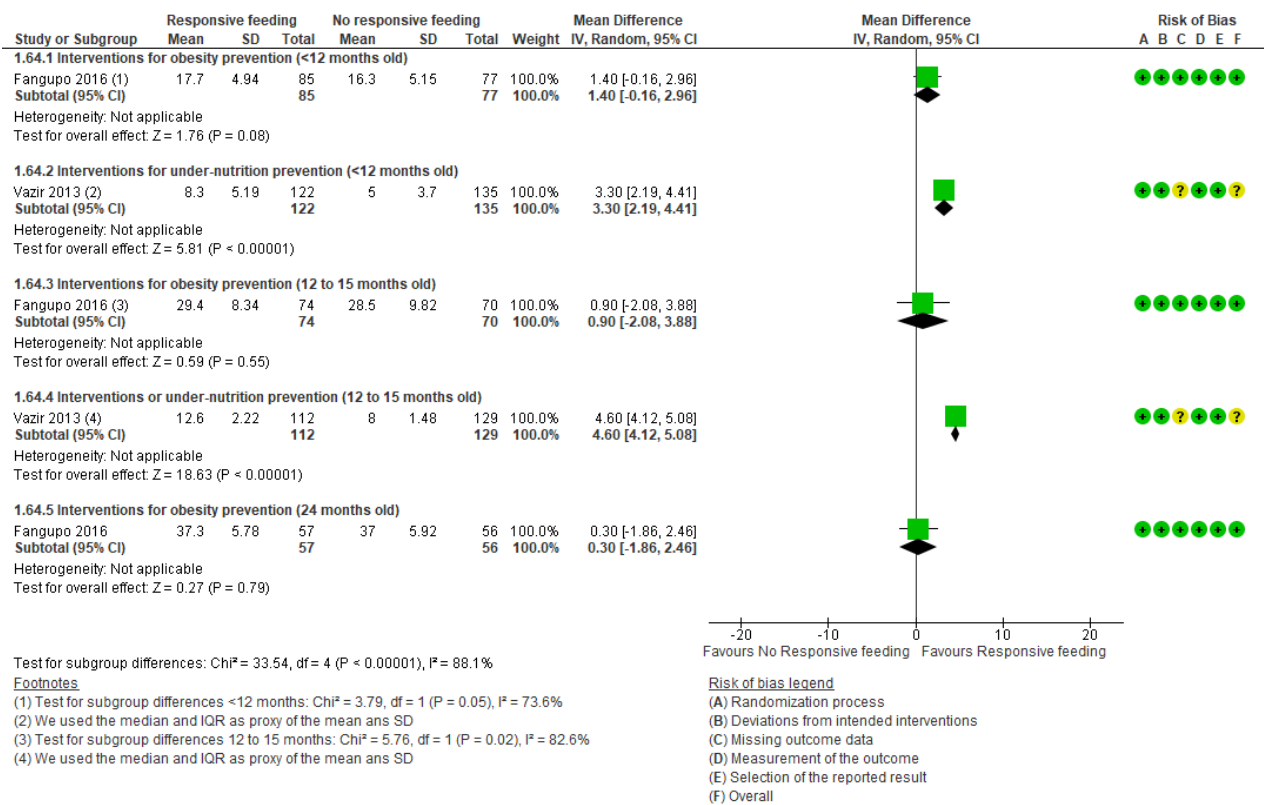 Responsive feeding No responsive feeding Mean Difference Mean Difference Risk of Bias
Study or Subgroup Mean SD Total Mean SD Total Weight IV, Random, 95% CI IV, Random, 95% CI A B C D E F
1.64.1 Interventions for obesity prevention (<12 months old)
Fangupo 2016 (1) 17.7 4.94 85 16.3 5.15 77 100.0% 1.40 [-0.16, 2.96] + + + + + +
Subtotal (95% CI) 85 77 100.0% 1.40 [-0.16, 2.96]
Heterogeneity: Not applicable
Test for overall effect: Z = 1.76 (P = 0.08)
1.64.2 Interventions for under-nutrition prevention (<12 months old)
Vazir 2013 (2) 8.3 5.19 122 5 3.7 135 100.0% 3.30 [2.19, 4.41] + + ? + + ?
Subtotal (95% CI) 122 135 100.0% 3.30 [2.19, 4.41]
Heterogeneity: Not applicable
Test for overall effect: Z = 5.81 (P < 0.00001)
1.64.3 Interventions for obesity prevention (12 to 15 months old)
Fangupo 2016 (3) 29.4 8.34 74 28.5 9.82 70 100.0% 0.90 [-2.08, 3.88] + + + + + +
Subtotal (95% CI) 74 70 100.0% 0.90 [-2.08, 3.88]
Heterogeneity: Not applicable
Test for overall effect: Z = 0.59 (P = 0.55)
1.64.4 Interventions or under-nutrition prevention (12 to 15 months old)
Vazir 2013 (4) 12.6 2.22 112 8 1.48 129 100.0% 4.60 [4.12, 5.08] + + ? + + ?
Subtotal (95% CI) 112 129 100.0% 4.60 [4.12, 5.08]
Heterogeneity: Not applicable
Test for overall effect: Z = 18.63 (P < 0.00001)
1.64.5 Interventions for obesity prevention (24 months old)
Fangupo 2016 37.3 5.78 57 37 5.92 56 100.0% 0.30 [-1.86, 2.46] + + + + + +
Subtotal (95% CI) 57 56 100.0% 0.30 [-1.86, 2.46]
Heterogeneity: Not applicable
Test for overall effect: Z = 0.27 (P = 0.79)
-20 -10 0 10 20
Favours No Responsive feeding Favours Responsive feeding
Test for subgroup differences: Chi² = 33.54, df = 4 (P < 0.00001), I² = 88.1%
Footnotes
(1) Test for subgroup differences <12 months: Chi² = 3.79, df = 1 (P = 0.05), I² = 73.6%
(2) We used the median and IQR as proxy of the mean ans SD
(3) Test for subgroup differences 12 to 15 months: Chi² = 5.76, df = 1 (P = 0.02), I² = 82.6%
(4) We used the median and IQR as proxy of the mean ans SD
Risk of bias legend
(A) Randomization process
(B) Deviations from intended interventions
(C) Missing outcome data
(D) Measurement of the outcome
(E) Selection of the reported result
(F) Overall